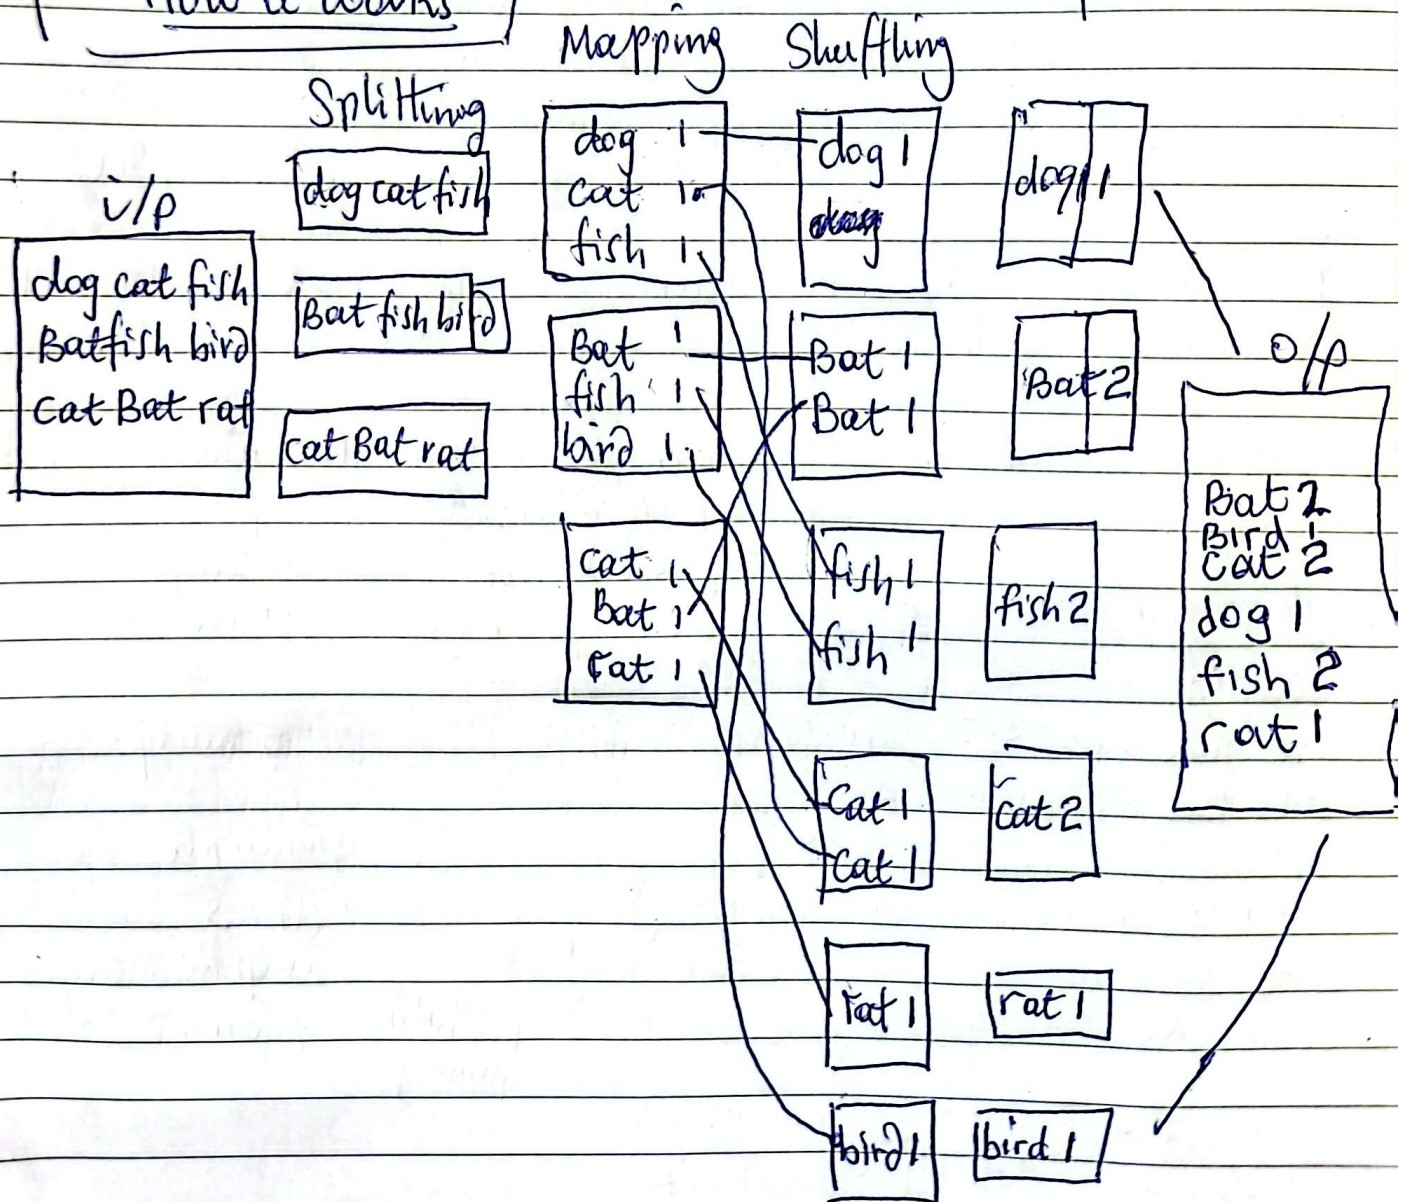 How it works
Mapping
Shuffling
Splitting
i/p
dog cat fish
Bat fish bird
cat Bat rat
dog cat fish
Bat fish bird
cat Bat rat
dog 1
cat 1
fish 1
Bat 1
fish 1
bird 1
cat 1
Bat 1
rat 1
dog 1
Bat 1
Bat 1
fish 1
fish 1
cat 1
cat 1
rat 1
bird 1
dog 1
Bat 2
fish 2
cat 2
rat 1
bird 1
o/p
Bat 2
Bird 1
cat 2
dog 1
fish 2
rat 1